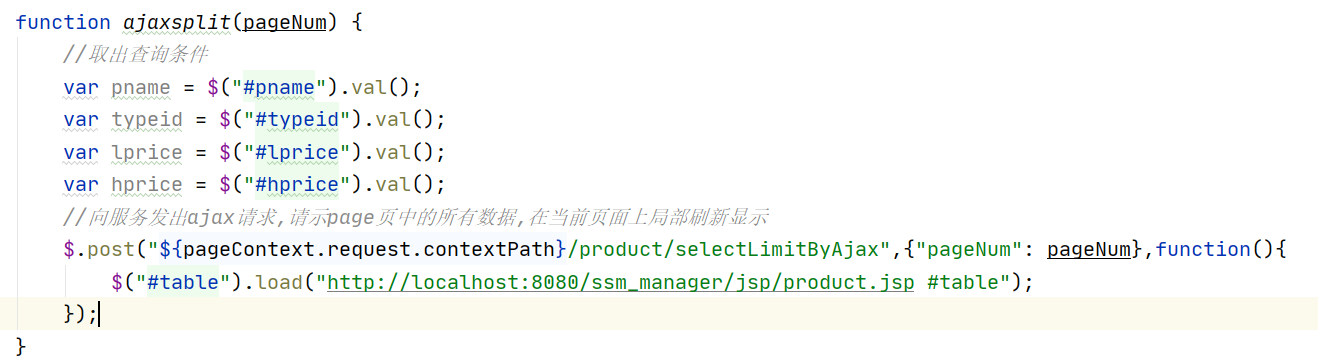 function ajaxsplit(pageNum) {
    //取出查询条件
    var pname = $("#pname").val();
    var typeid = $("#typeid").val();
    var lprice = $("#lprice").val();
    var hprice = $("#hprice").val();
    //向服务发出ajax请求,请示page页中的所有数据,在当前页面上局部刷新显示
    $.post("${pageContext.request.contextPath}/product/selectLimitByAjax",{"pageNum": pageNum},function(){
        $("#table").load("http://localhost:8080/ssm_manager/jsp/product.jsp #table");
    });
}